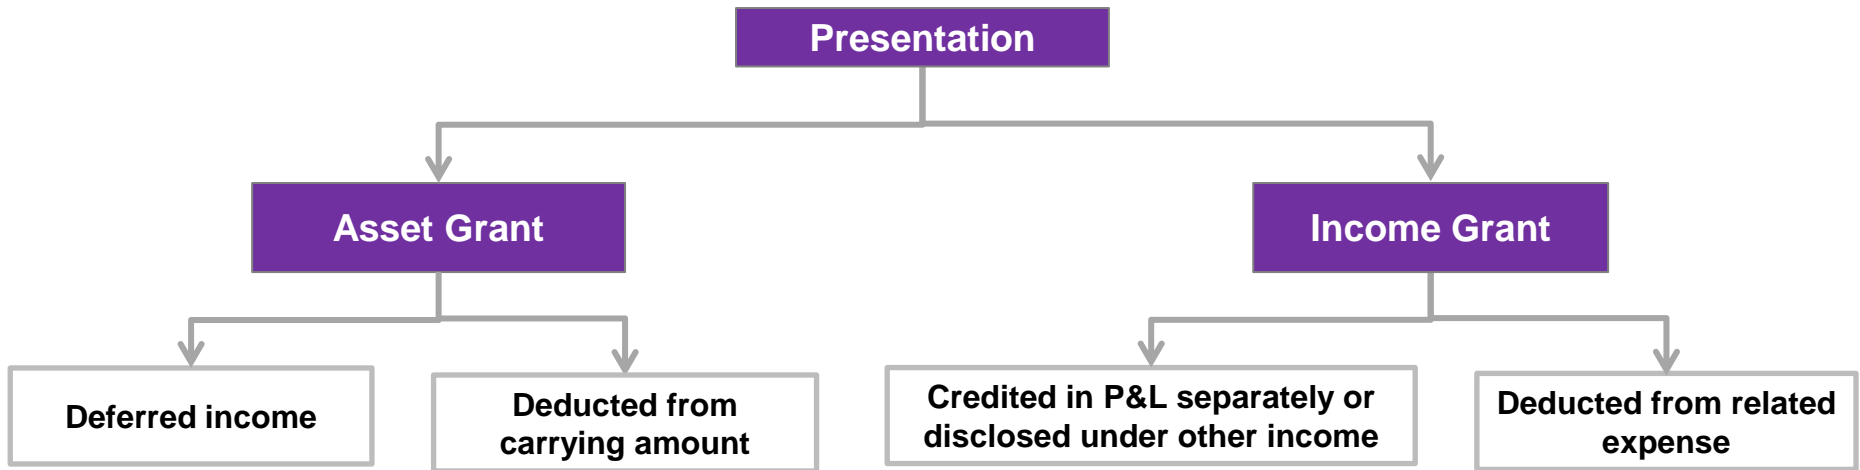 Presentation
Asset Grant
Income Grant
Deferred income
Deducted from
carrying amount
Credited in P&L separately or
disclosed under other income
Deducted from related
expense